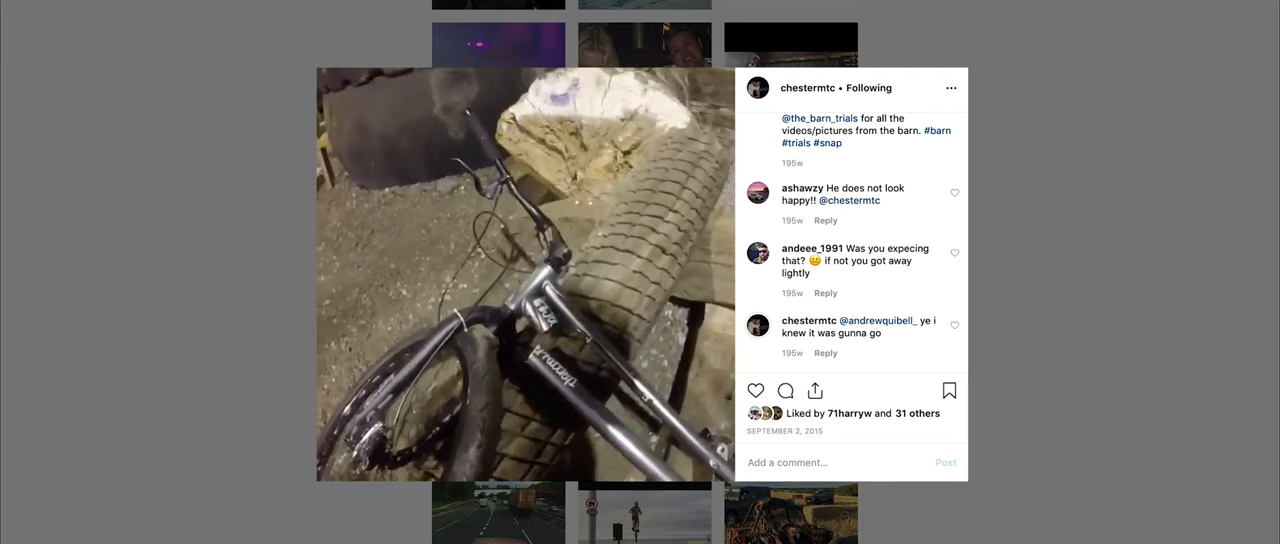 chestermtc • Following
@the_barn_trials for all the
videos/pictures from the barn. #barn
#trials #snap
195w
ashawzy He does not look
happy!! @chestermtc
195w Reply
andeee_1991 Was you expecing
that? 😕 if not you got away
lightly
195w Reply
chestermtc @andrewquibell_ ye i
knew it was gunna go
195w Reply
Liked by 71harryw and 31 others
SEPTEMBER 2, 2015
Add a comment... Post